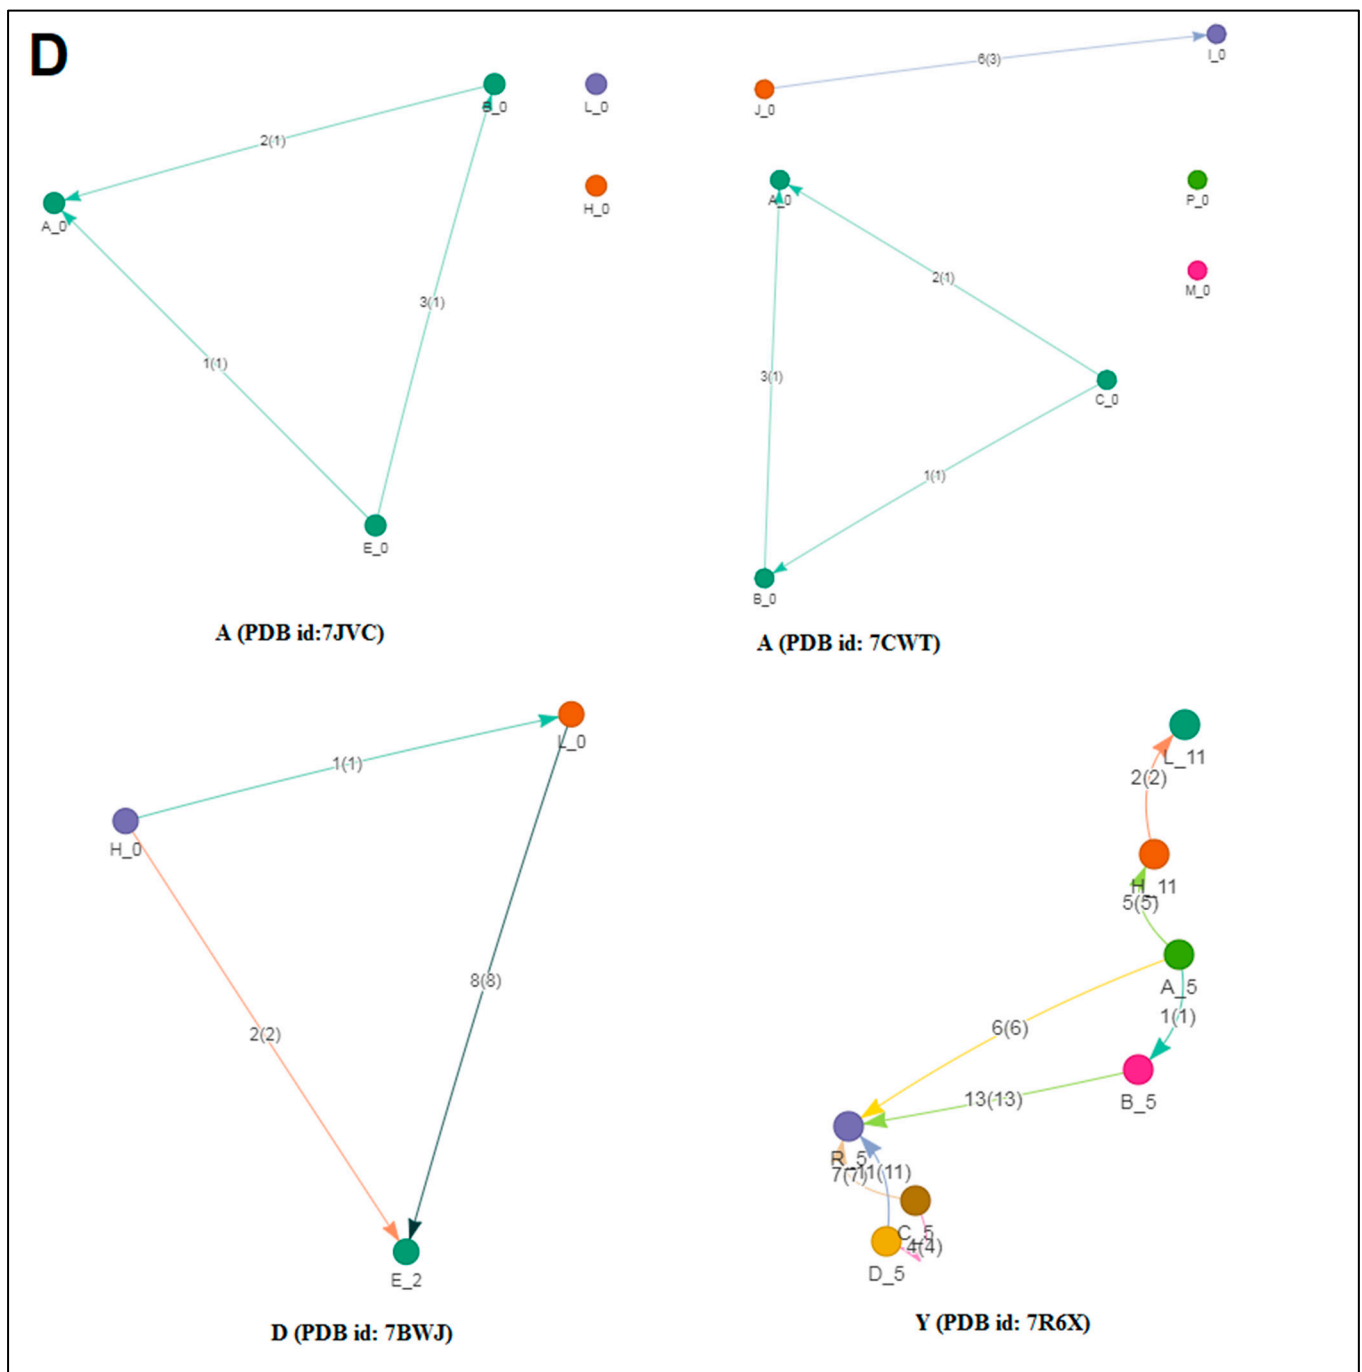 D
B_0
L_0
2(1)
H_0
A_0
3(1)
1(1)
E_0
A (PDB id:7JVC)
I_0
6(3)
J_0
A_0
P_0
2(1)
M_0
3(1)
C_0
1(1)
B_0
A (PDB id: 7CWT)
L_0
1(1)
H_0
8(8)
2(2)
E_2
D (PDB id: 7BWJ)
L_11
2(2)
H_11
5(5)
A_5
1(1)
6(6)
B_5
13(13)
R_5
7(7)
11(11)
C_5
4(4)
D_5
Y (PDB id: 7R6X)